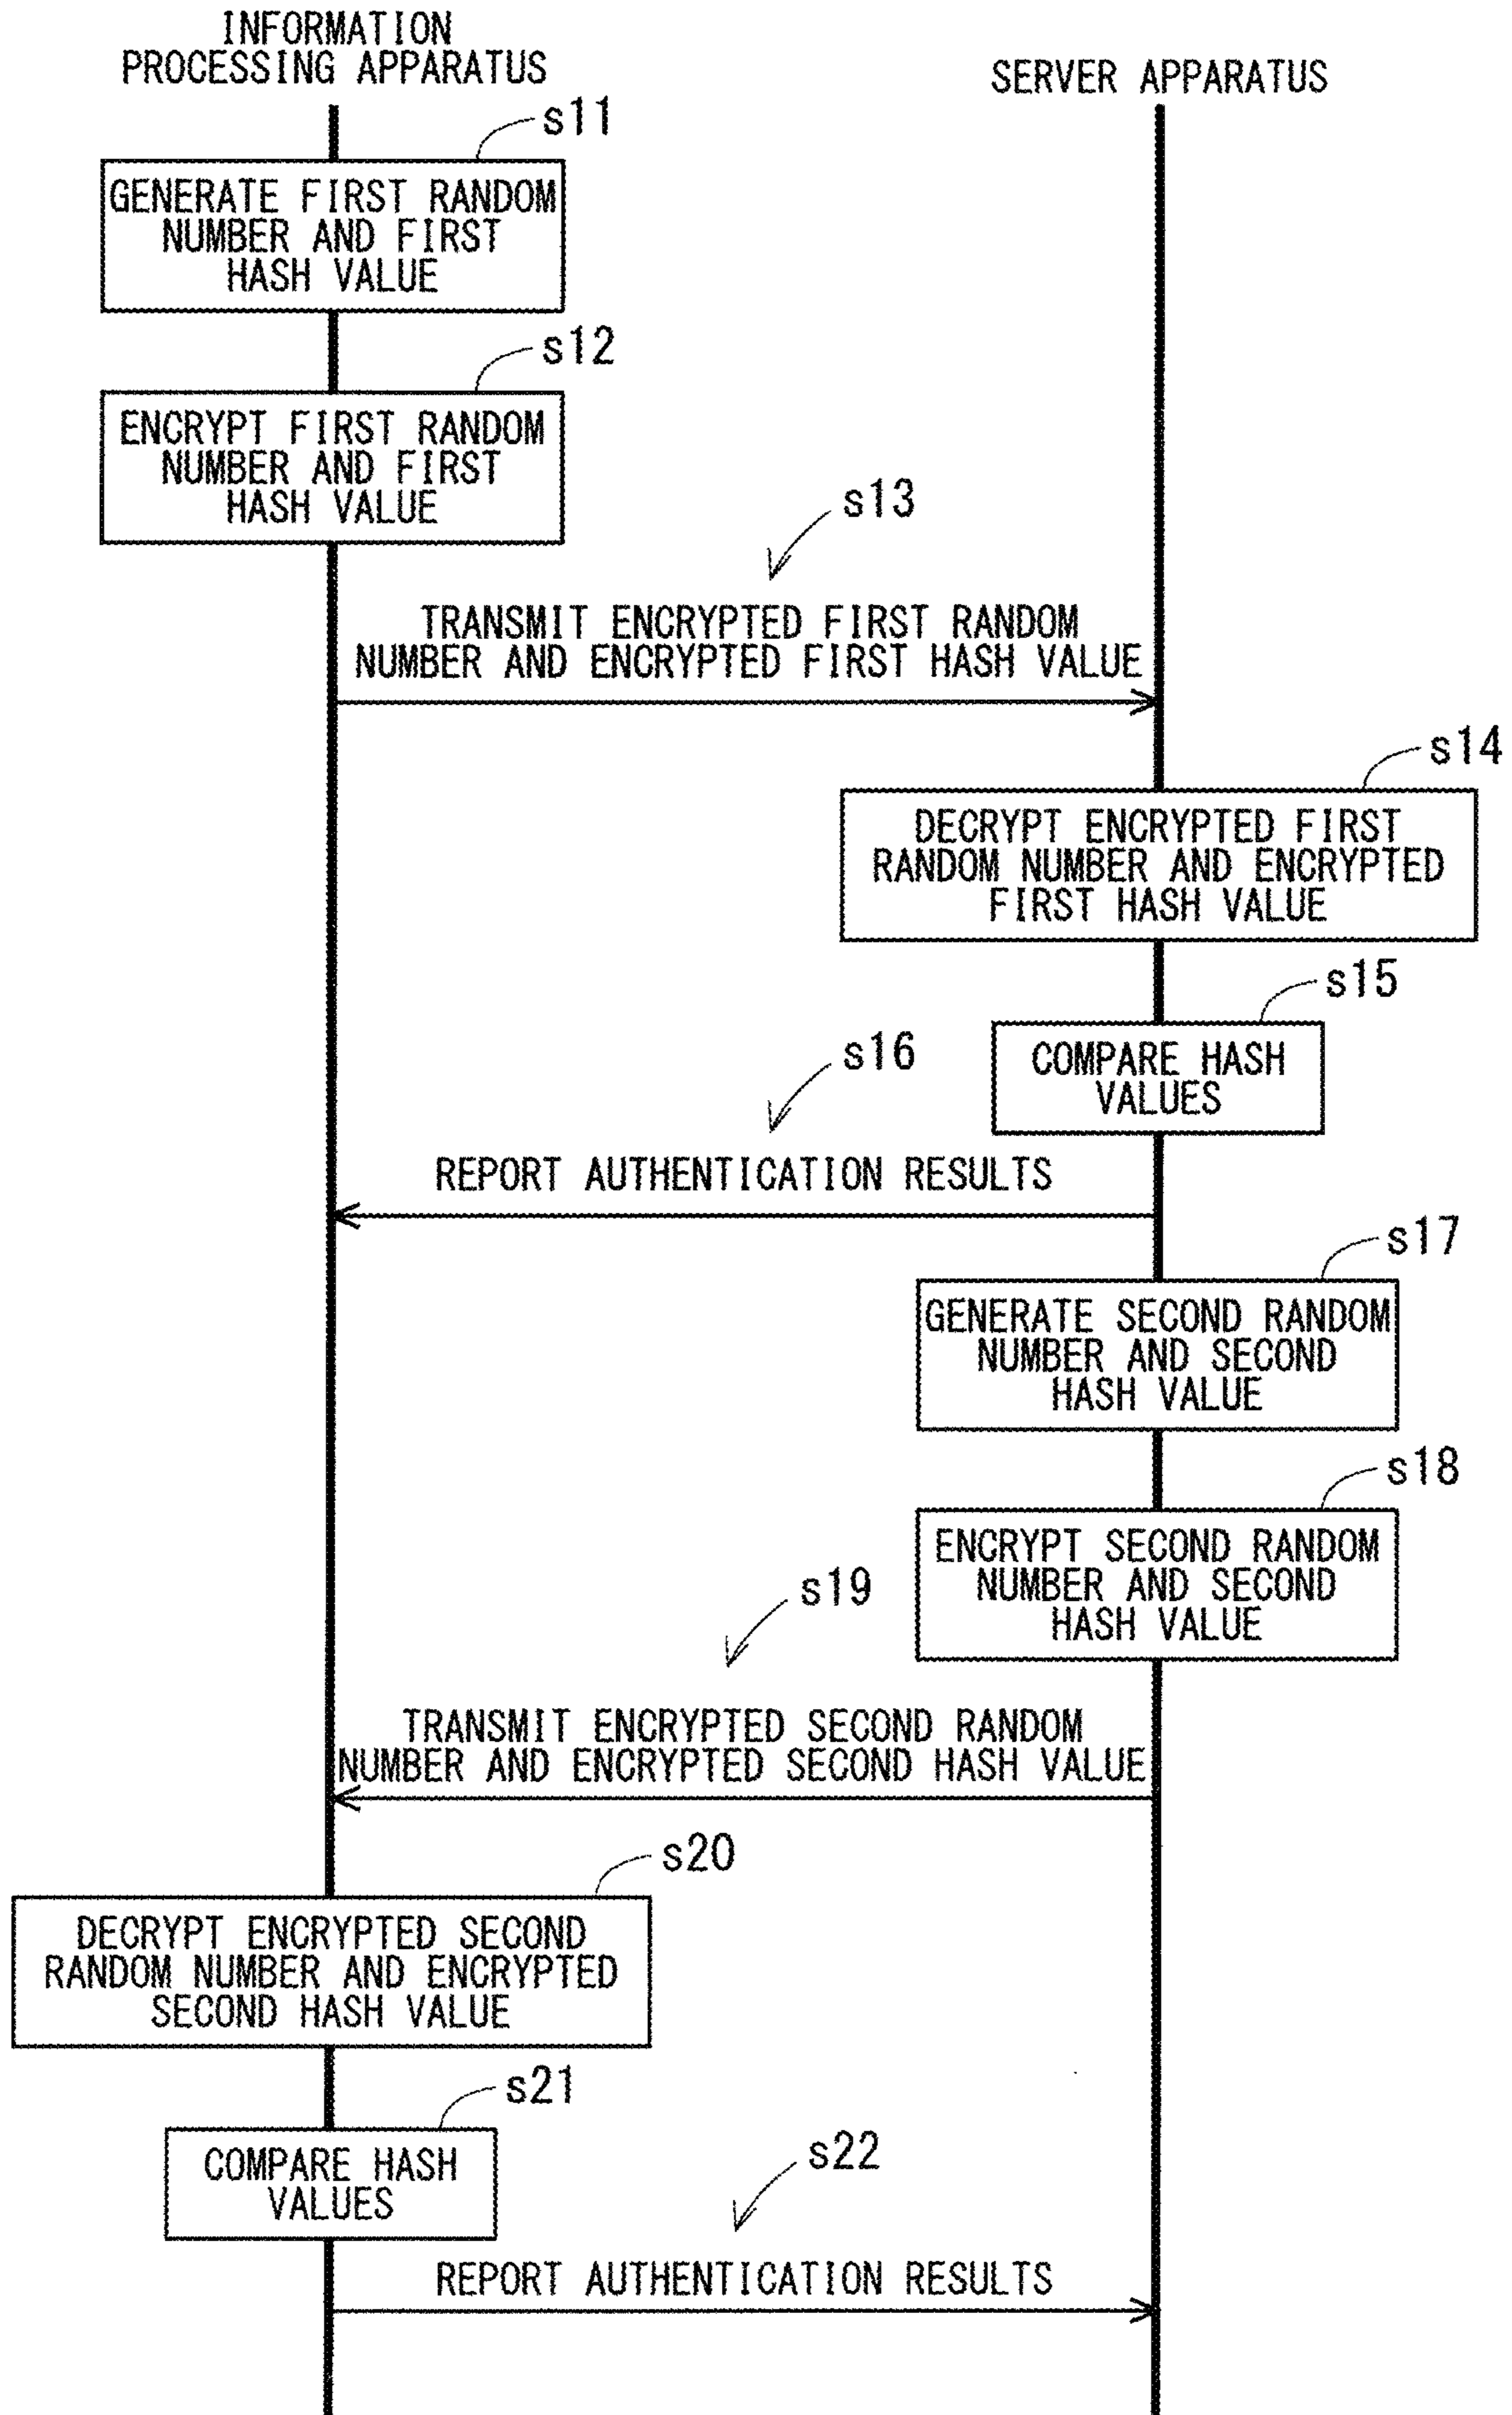 INFORMATION
PROCESSING APPARATUS
SERVER APPARATUS
s11
GENERATE FIRST RANDOM
NUMBER AND FIRST
HASH VALUE
s12
ENCRYPT FIRST RANDOM
NUMBER AND FIRST
HASH VALUE
s13
TRANSMIT ENCRYPTED FIRST RANDOM
NUMBER AND ENCRYPTED FIRST HASH VALUE
s14
DECRYPT ENCRYPTED FIRST
RANDOM NUMBER AND ENCRYPTED
FIRST HASH VALUE
s15
COMPARE HASH
VALUES
s16
REPORT AUTHENTICATION RESULTS
s17
GENERATE SECOND RANDOM
NUMBER AND SECOND
HASH VALUE
s18
ENCRYPT SECOND RANDOM
NUMBER AND SECOND
HASH VALUE
s19
TRANSMIT ENCRYPTED SECOND RANDOM
NUMBER AND ENCRYPTED SECOND HASH VALUE
s20
DECRYPT ENCRYPTED SECOND
RANDOM NUMBER AND ENCRYPTED
SECOND HASH VALUE
s21
COMPARE HASH
VALUES
s22
REPORT AUTHENTICATION RESULTS